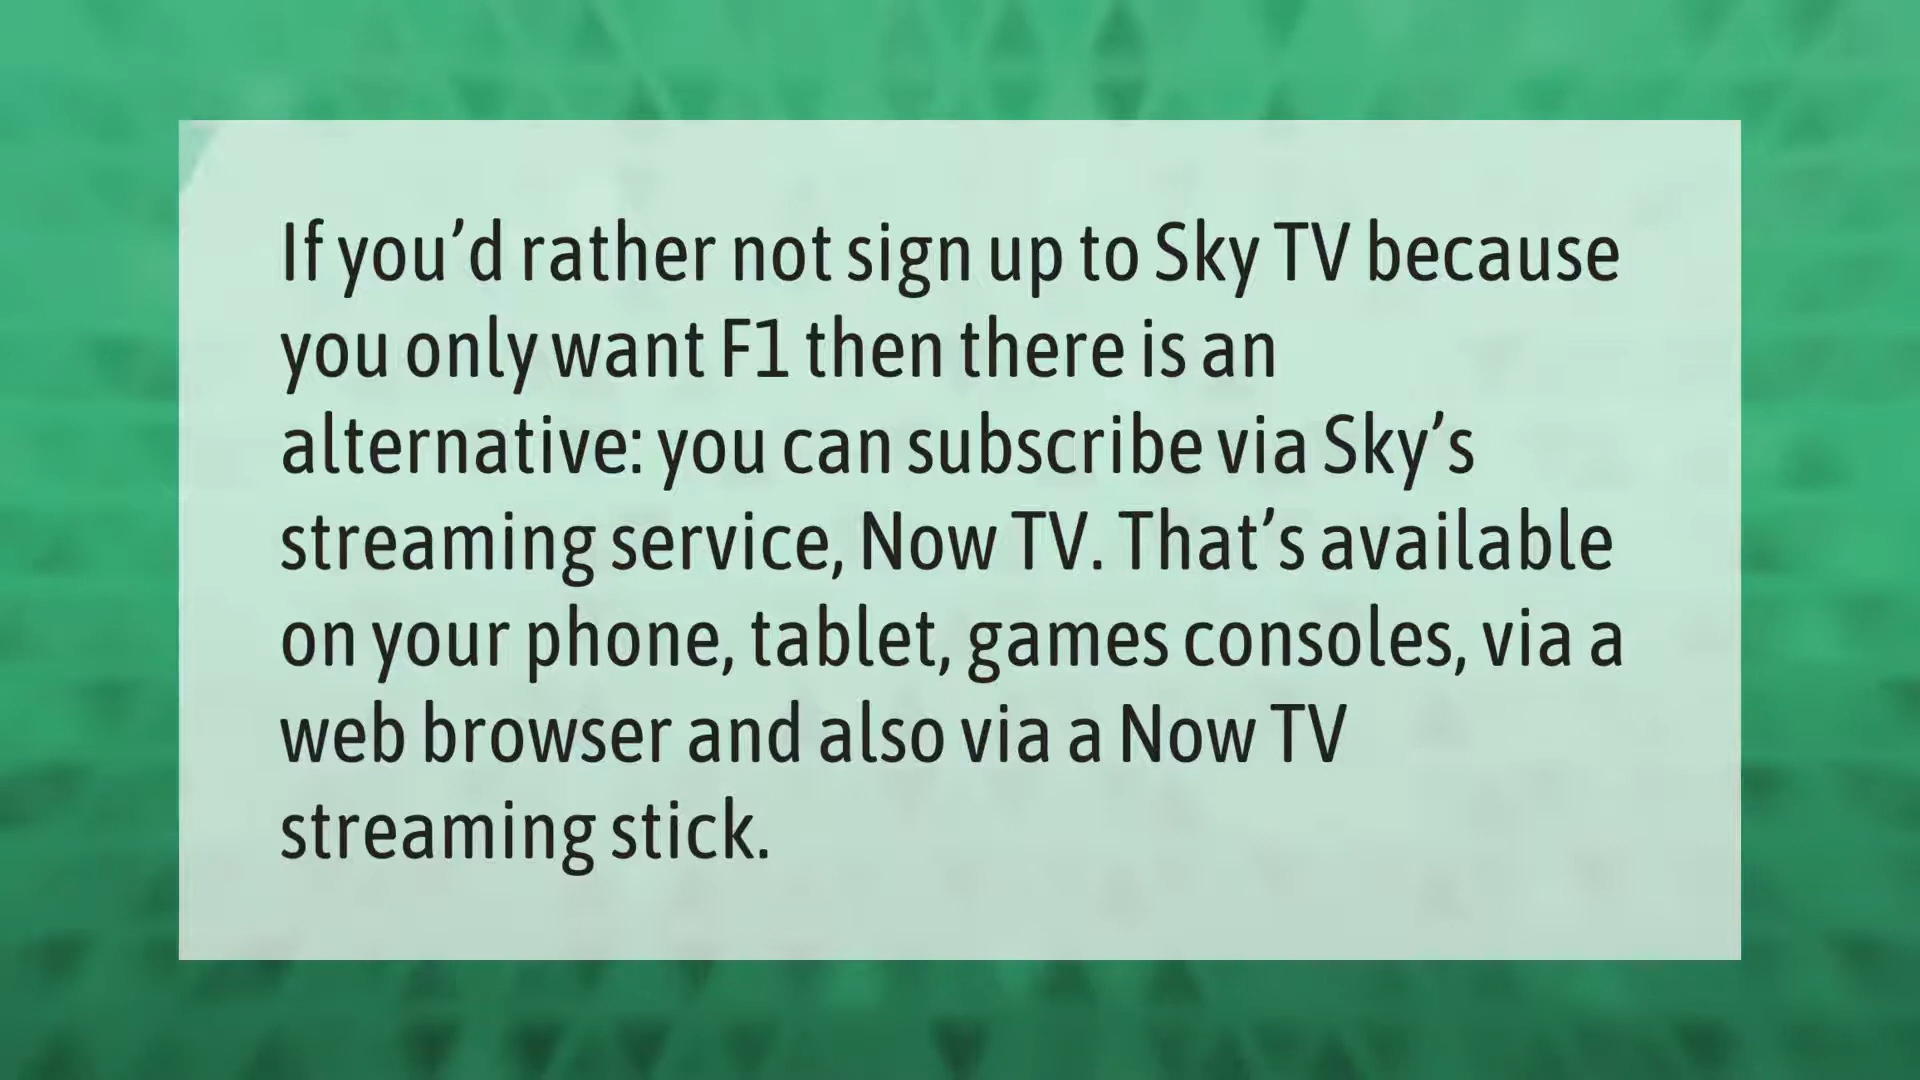 If you’d rather not sign up to Sky TV because
you only want F1 then there is an
alternative: you can subscribe via Sky’s
streaming service, Now TV. That’s available
on your phone, tablet, games consoles, via a
web browser and also via a Now TV
streaming stick.